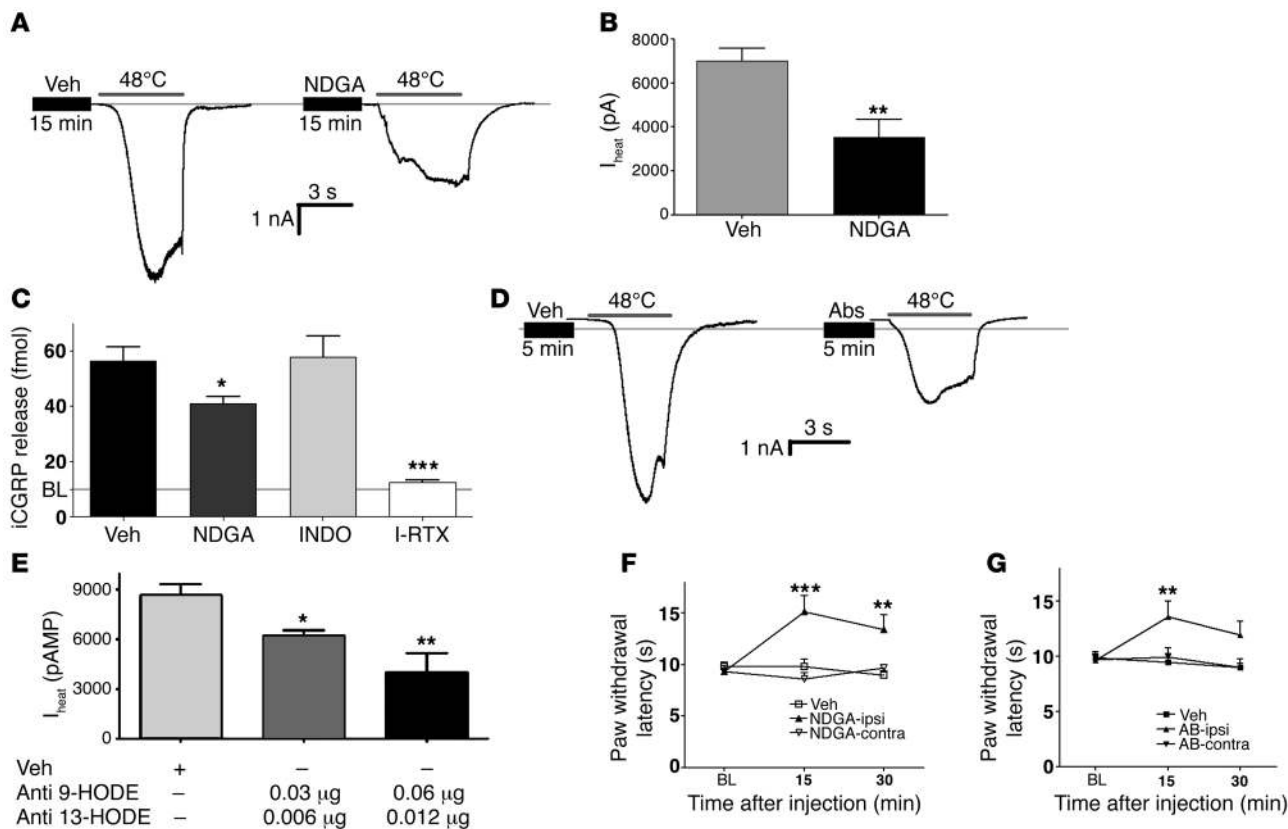 A
Veh
48°C
NDGA
48°C
15 min
15 min
3 s
1 nA
B
8000
6000
4000
2000
0
I heat (pA)
**
Veh
NDGA
C
iCGRP release (fmol)
60
40
20
BL
0
*
***
Veh
NDGA
INDO
I-RTX
D
Veh
48°C
Abs
48°C
5 min
5 min
3 s
1 nA
E
I heat (pAMP)
9000
6000
3000
0
*
**
Veh + – –
Anti 9-HODE – 0.03 µg 0.06 µg
Anti 13-HODE – 0.006 µg 0.012 µg
F
Paw withdrawal
latency (s)
15
10
5
0
***
**
Veh
NDGA-ipsi
NDGA-contra
BL
15
30
Time after injection (min)
G
Paw withdrawal
latency (s)
15
10
5
0
**
Veh
AB-ipsi
AB-contra
BL
15
30
Time after injection (min)